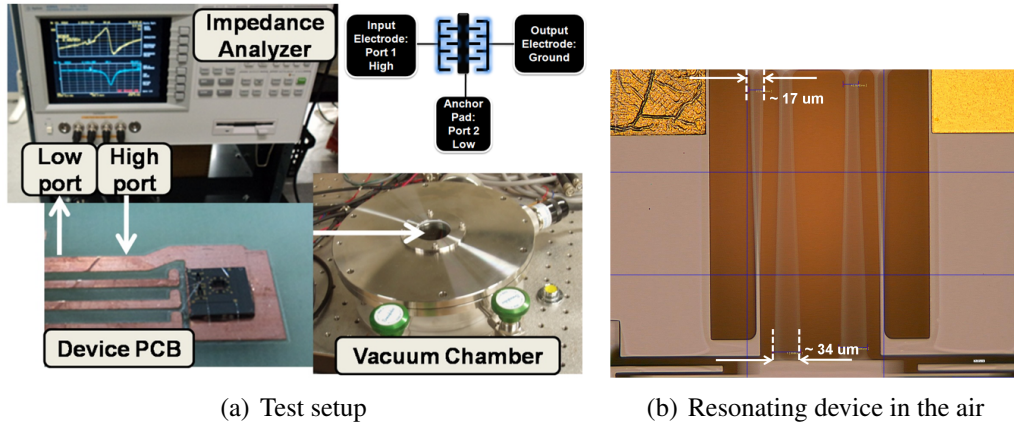 Impedance
Analyzer
Input
Electrode:
Port 1
High
Output
Electrode:
Ground
Anchor
Pad:
Port 2
Low
Low
port
High
port
Device PCB
Vacuum Chamber
~ 17 um
~ 34 um
(a) Test setup
(b) Resonating device in the air